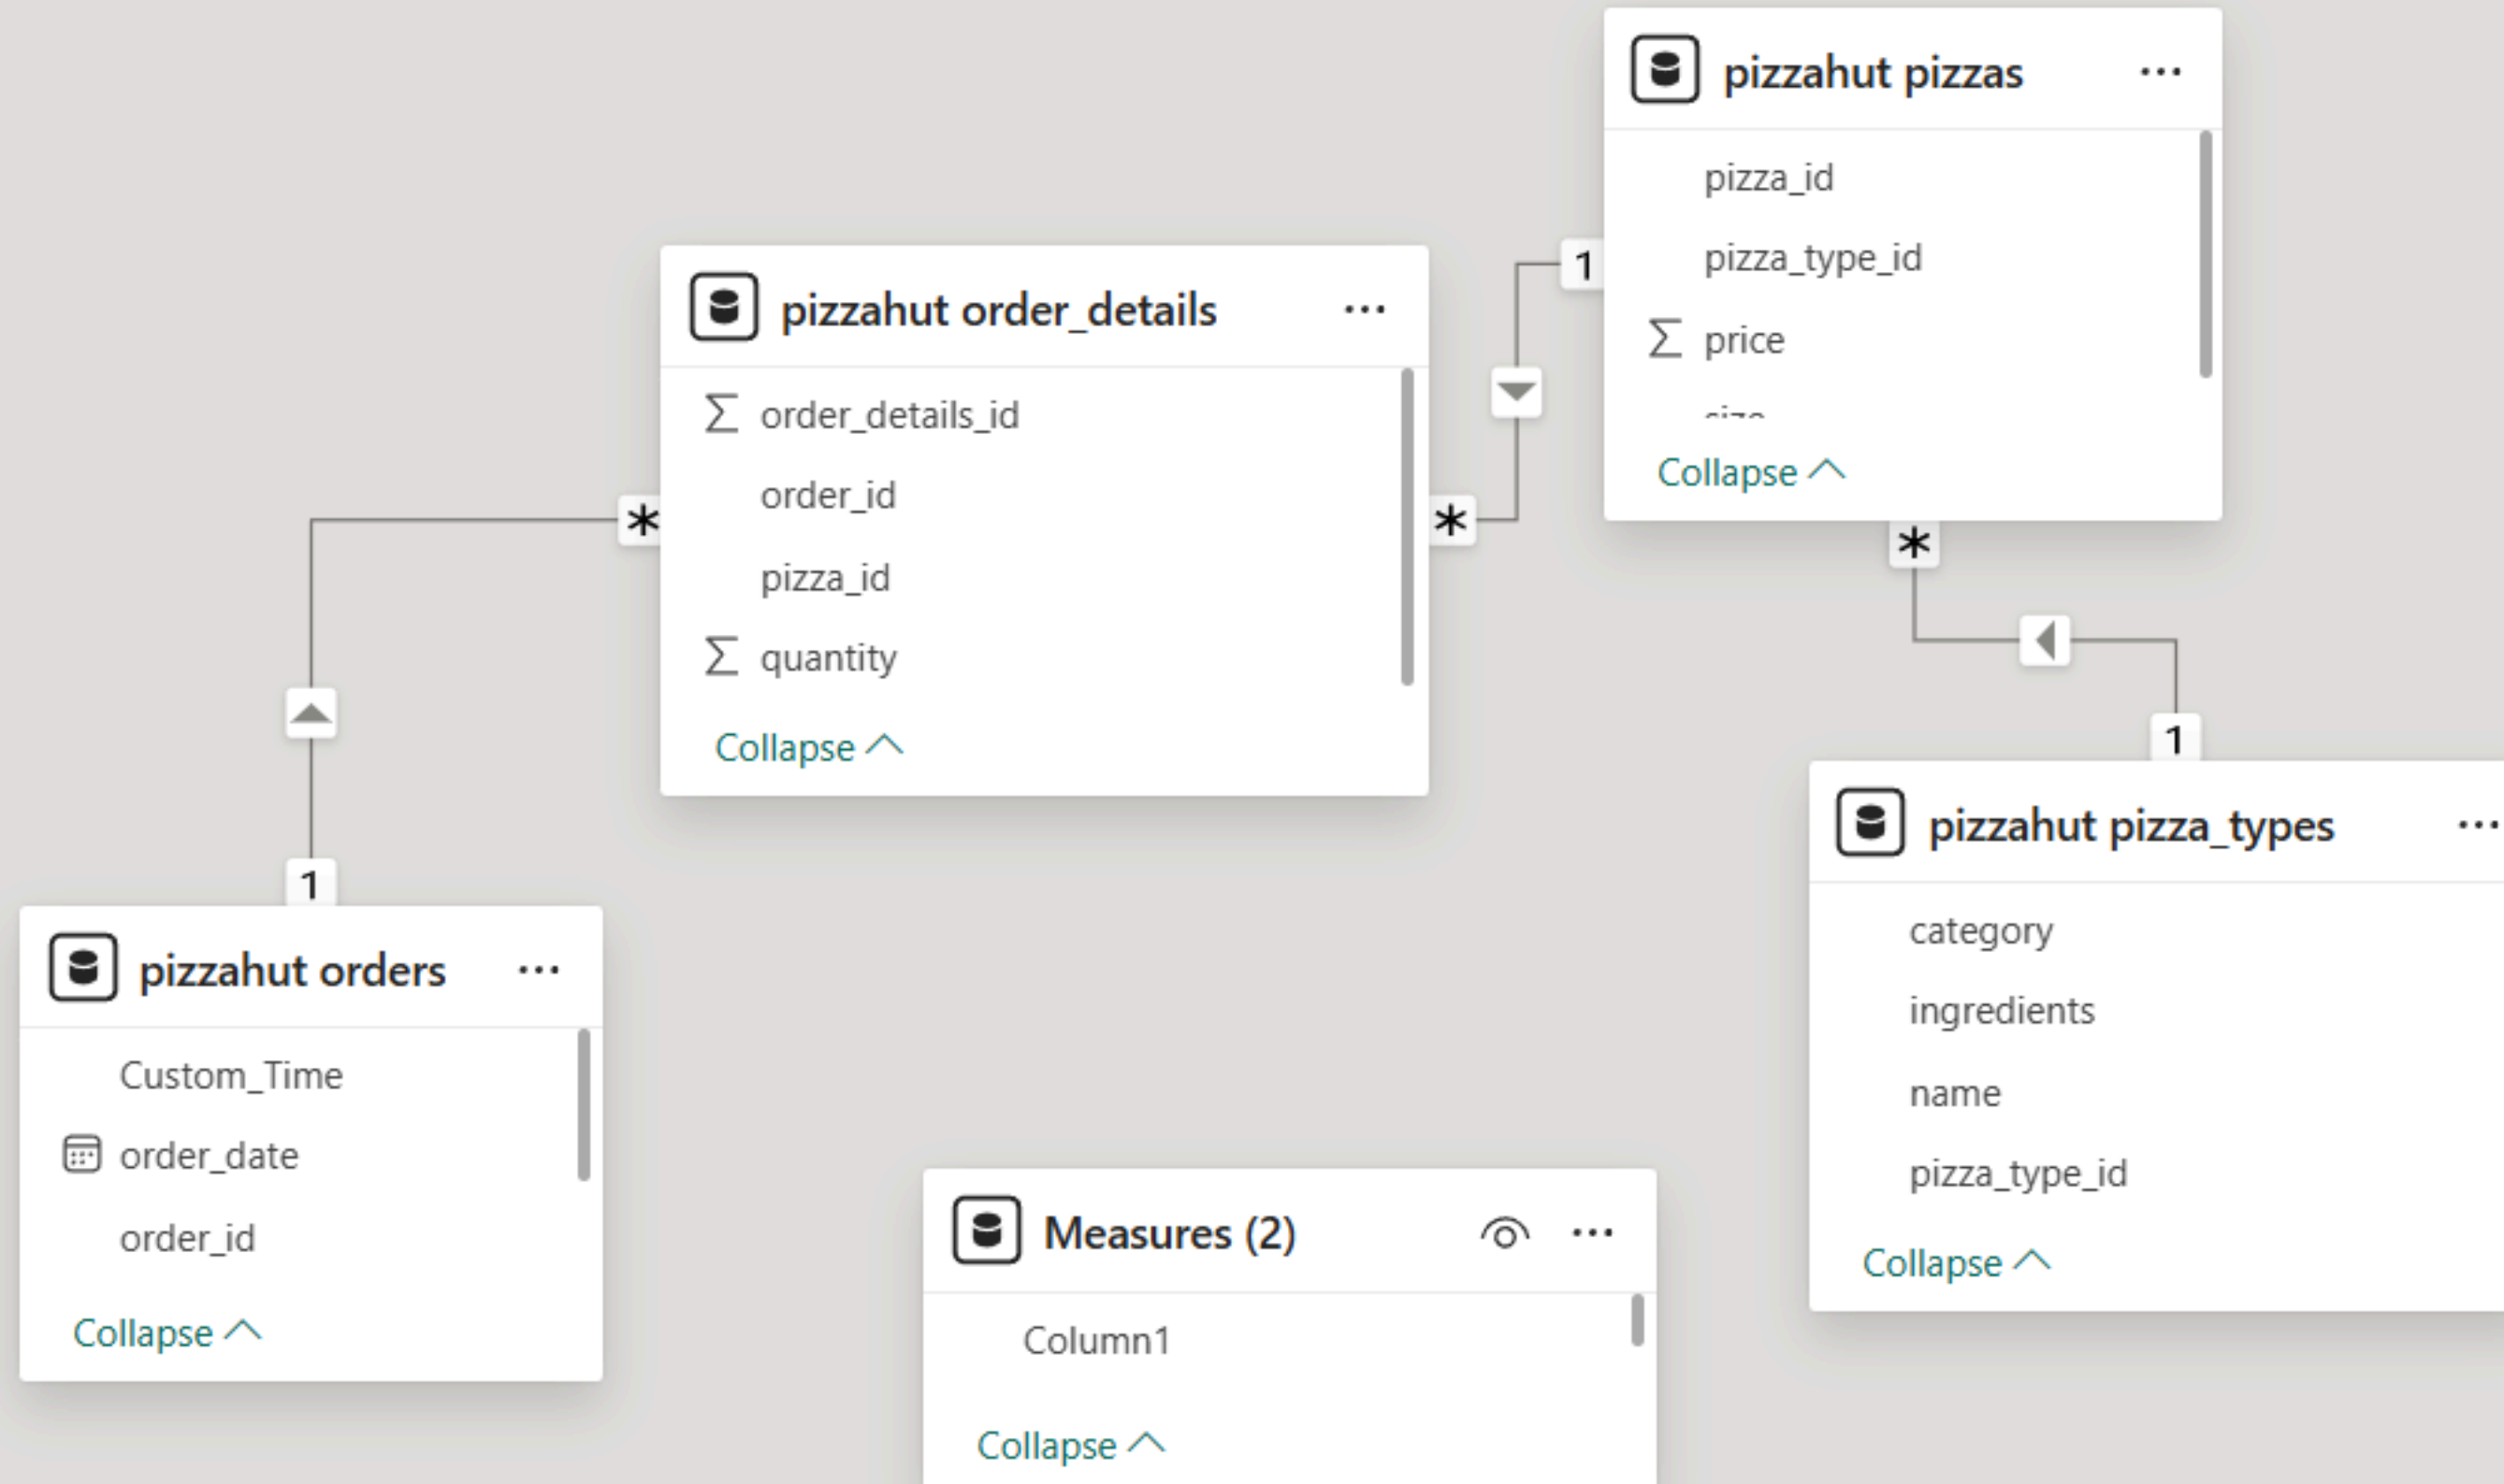 pizzahut pizzas
pizza_id
pizza_type_id
price
size
Collapse
1
*
pizzahut order_details
order_details_id
order_id
pizza_id
quantity
Collapse
*
*
1
1
pizzahut pizza_types
category
ingredients
name
pizza_type_id
Collapse
pizzahut orders
Custom_Time
order_date
order_id
Collapse
Measures (2)
Column1
Collapse